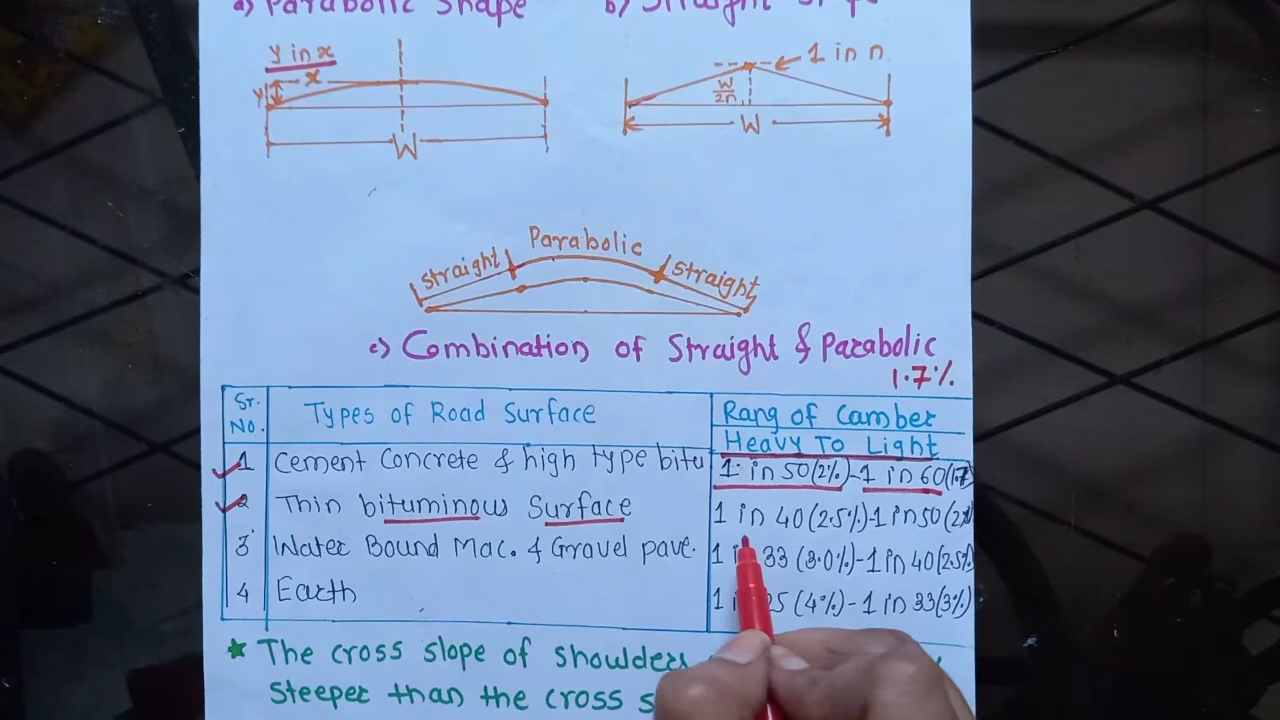 a) Parabolic Shape
b) Straight
y in x
x
y
W
1 in n
W
2n
W
straight
Parabolic
straight
c) Combination of Straight & Parabolic
1.7%
Sr. No.
Types of Road Surface
Rang of Camber
Heavy To Light
1 Cement Concrete & high type bitu 1 in 50(2%)-1 in 60(1.7
2 Thin bituminous Surface 1 in 40(2.5%)-1 in 50(2%)
3 Water Bound Mac. & Gravel pave. 1 in 33 (3.0%)-1 in 40(2.5%)
4 Earth 1 (4%)-1 in 33(3%)
★ The cross slope of shoulders
steeper than the cross s